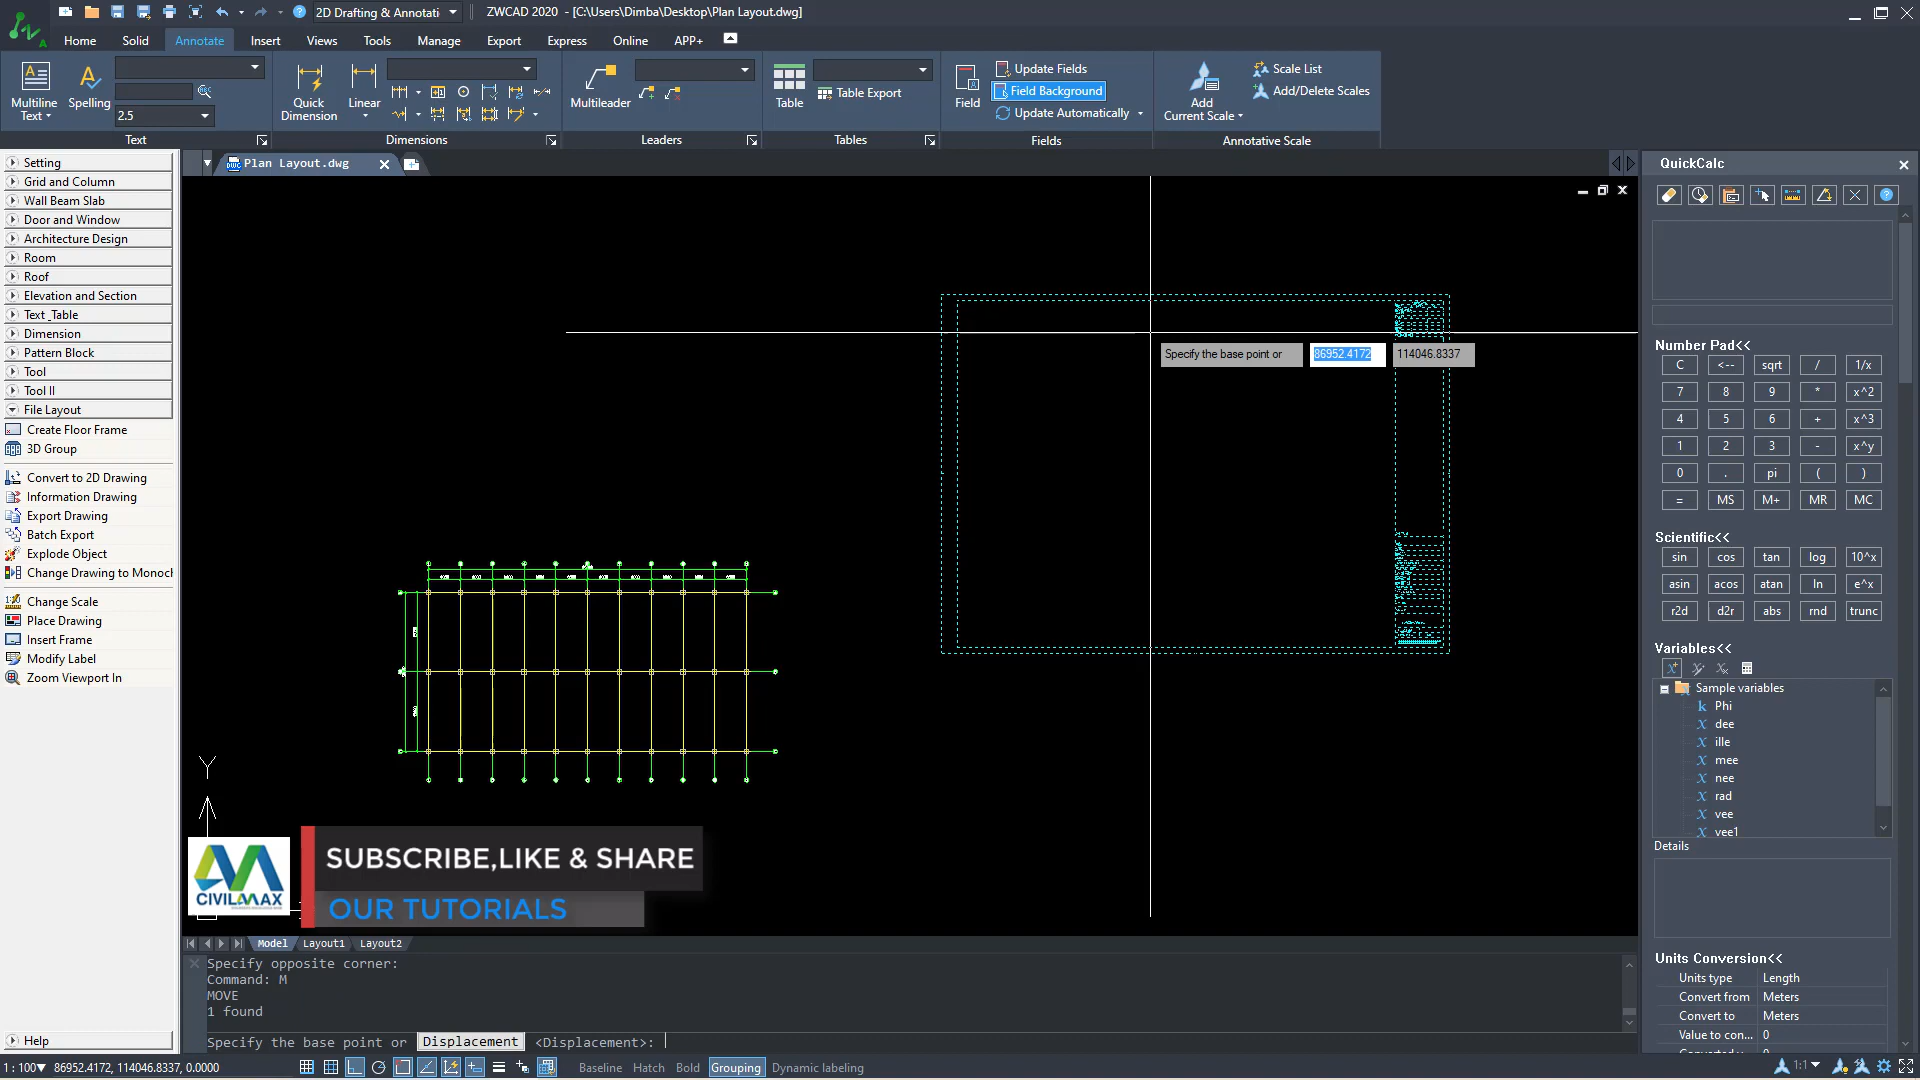 2D Drafting & Annotati
ZWCAD 2020 - [C:\Users\Dimba\Desktop\Plan Layout.dwg]
Home Solid Annotate Insert Views Tools Manage Export Express Online APP+
Multiline Text
Spelling
2.5
Text
Quick Dimension
Linear
Dimensions
Multileader
Leaders
Table
Table Export
Tables
Field
Update Fields
Field Background
Update Automatically
Fields
Add Current Scale
Scale List
Add/Delete Scales
Annotative Scale
Setting
Grid and Column
Wall Beam Slab
Door and Window
Architecture Design
Room
Roof
Elevation and Section
Text_Table
Dimension
Pattern Block
Tool
Tool II
File Layout
Create Floor Frame
3D Group
Convert to 2D Drawing
Information Drawing
Export Drawing
Batch Export
Explode Object
Change Drawing to Monoch
Change Scale
Place Drawing
Insert Frame
Modify Label
Zoom Viewport In
Help
Plan Layout.dwg
Specify the base point or 86952.4172 114046.8337
Y
CIVILMAX
SUBSCRIBE,LIKE & SHARE
OUR TUTORIALS
Model Layout1 Layout2
Specify opposite corner:
Command: M
MOVE
1 found
Specify the base point or Displacement <Displacement>:
1 : 100 86952.4172, 114046.8337, 0.0000
Baseline Hatch Bold Grouping Dynamic labeling
1:1
QuickCalc
Number Pad<<
C <-- sqrt / 1/x
7 8 9 * x^2
4 5 6 + x^3
1 2 3 - x^y
0 . pi ( )
= MS M+ MR MC
Scientific<<
sin cos tan log 10^x
asin acos atan ln e^x
r2d d2r abs rnd trunc
Variables<<
Sample variables
k Phi
x dee
x ille
x mee
x nee
x rad
x vee
x vee1
Details
Units Conversion<<
Units type Length
Convert from Meters
Convert to Meters
Value to con... 0